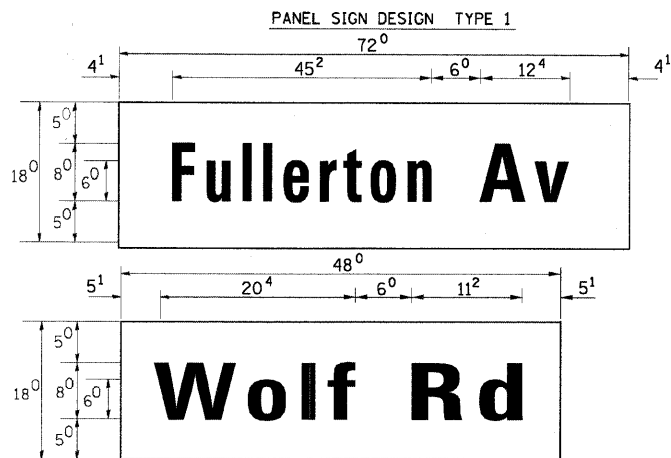 PANEL SIGN DESIGN TYPE 1
72⁰
4¹ 45² 6⁰ 12⁴ 4¹
5⁰
18⁰ 8⁰ 6⁰ Fullerton Av
5⁰
48⁰
5¹ 20⁴ 6⁰ 11² 5¹
5⁰
18⁰ 8⁰ 6⁰ Wolf Rd
5⁰